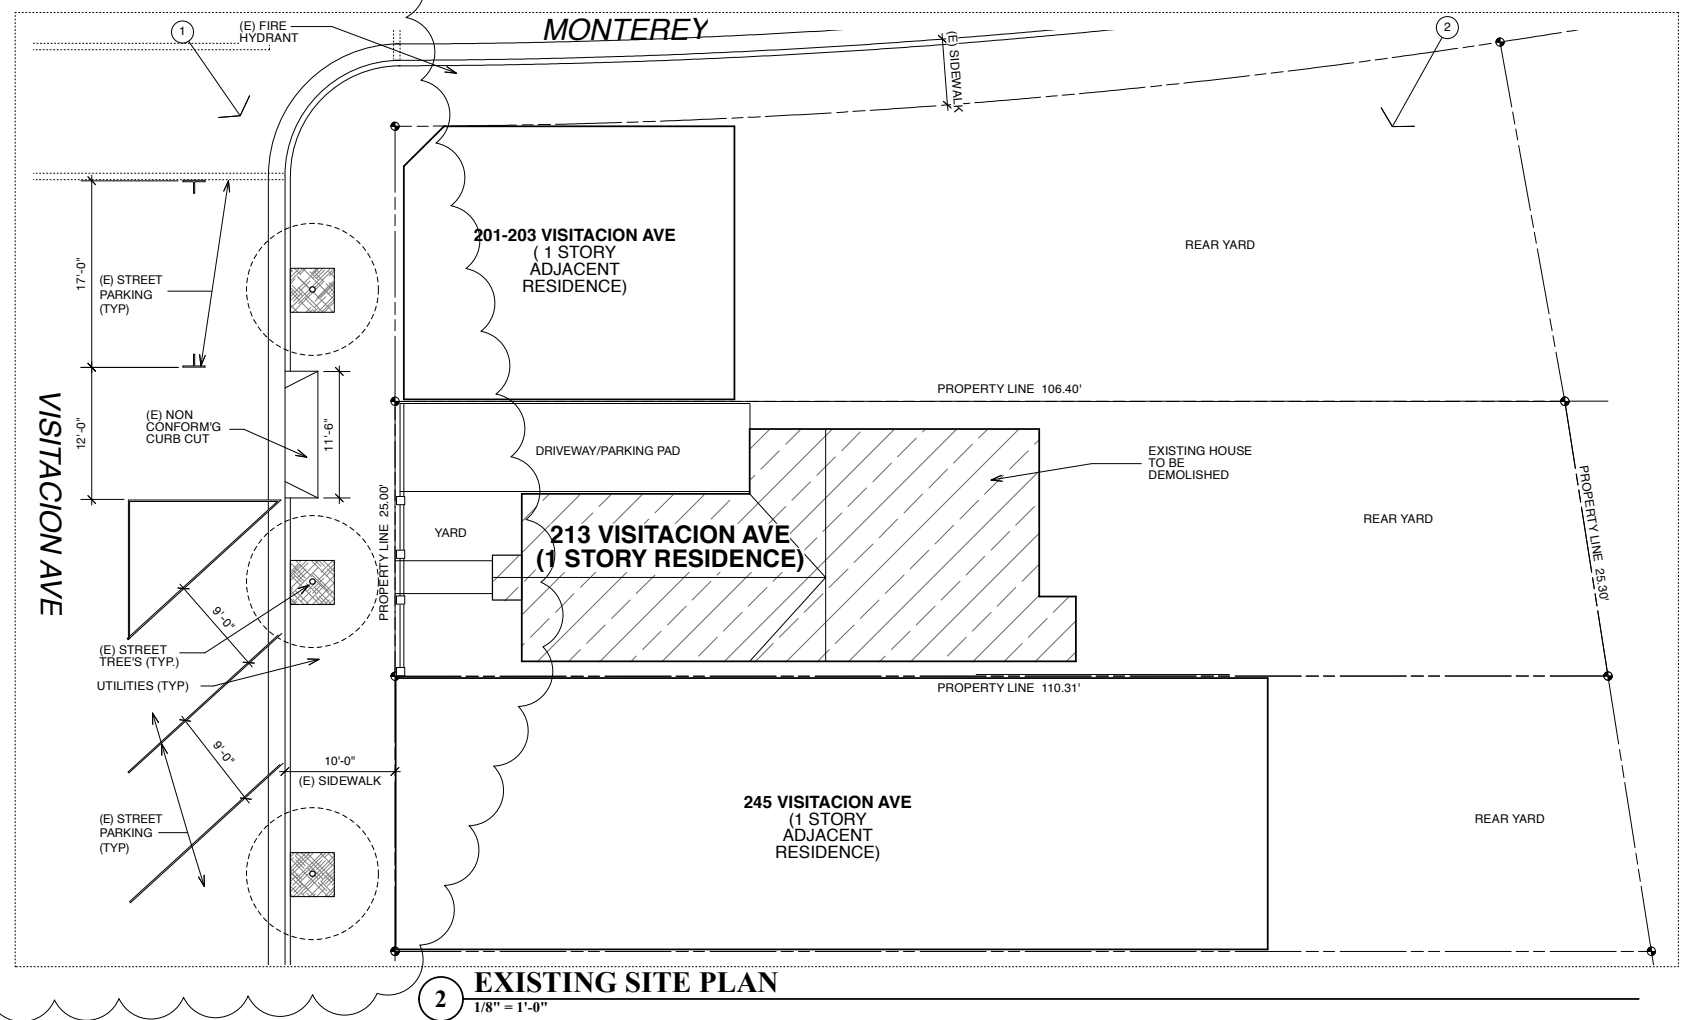 1
(E) FIRE
HYDRANT
MONTEREY
(E) SIDEWALK
2
201-203 VISITACION AVE
( 1 STORY
ADJACENT
RESIDENCE)
REAR YARD
17'-0"
(E) STREET
PARKING
(TYP)
VISITACION AVE
12'-0"
(E) NON
CONFORM'G
CURB CUT
11'-6"
PROPERTY LINE 106.40'
DRIVEWAY/PARKING PAD
EXISTING HOUSE
TO BE
DEMOLISHED
PROPERTY LINE 25.00'
YARD
213 VISITACION AVE
(1 STORY RESIDENCE)
REAR YARD
PROPERTY LINE 25.30'
9'-0"
(E) STREET
TREE'S (TYP.)
UTILITIES (TYP)
PROPERTY LINE 110.31'
9'-0"
10'-0"
(E) SIDEWALK
(E) STREET
PARKING
(TYP)
245 VISITACION AVE
(1 STORY
ADJACENT
RESIDENCE)
REAR YARD
2
EXISTING SITE PLAN
1/8" = 1'-0"